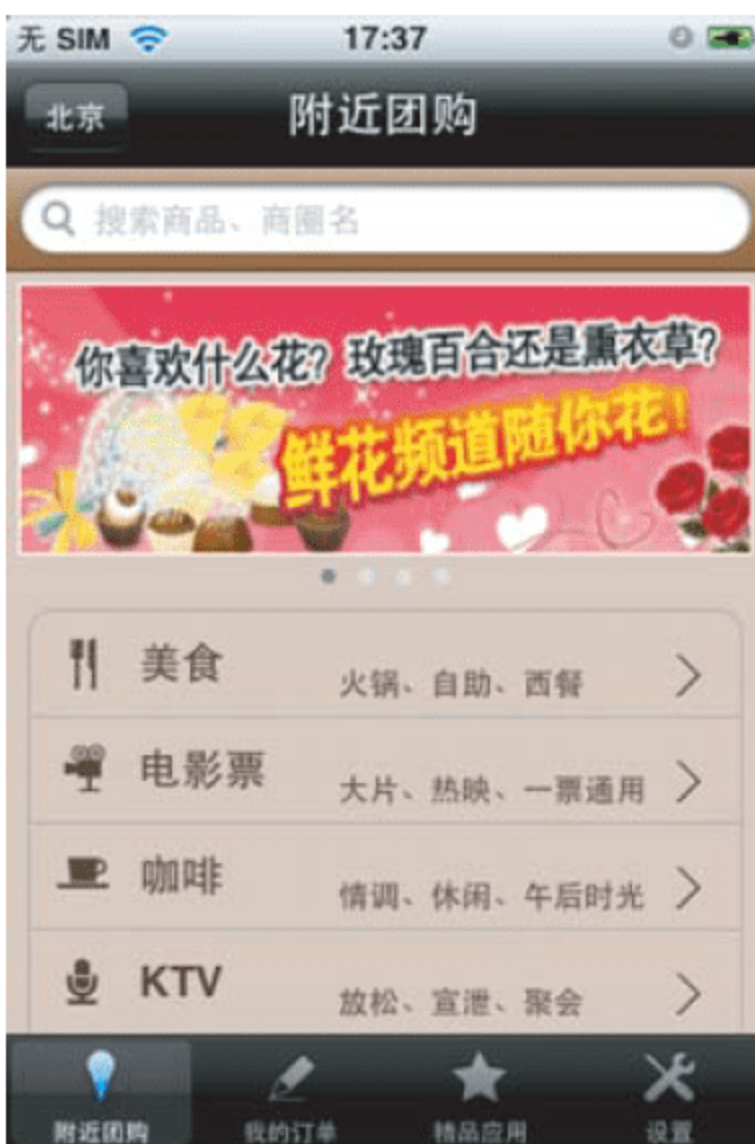 无 SIM 17:37
北京 附近团购
搜索商品、商圈名
你喜欢什么花? 玫瑰百合还是薰衣草?
鲜花频道随你花!
美食 火锅、自助、西餐
电影票 大片、热映、一票通用
咖啡 情调、休闲、午后时光
KTV 放松、宣泄、聚会
附近团购 我的订单 精品应用 设置